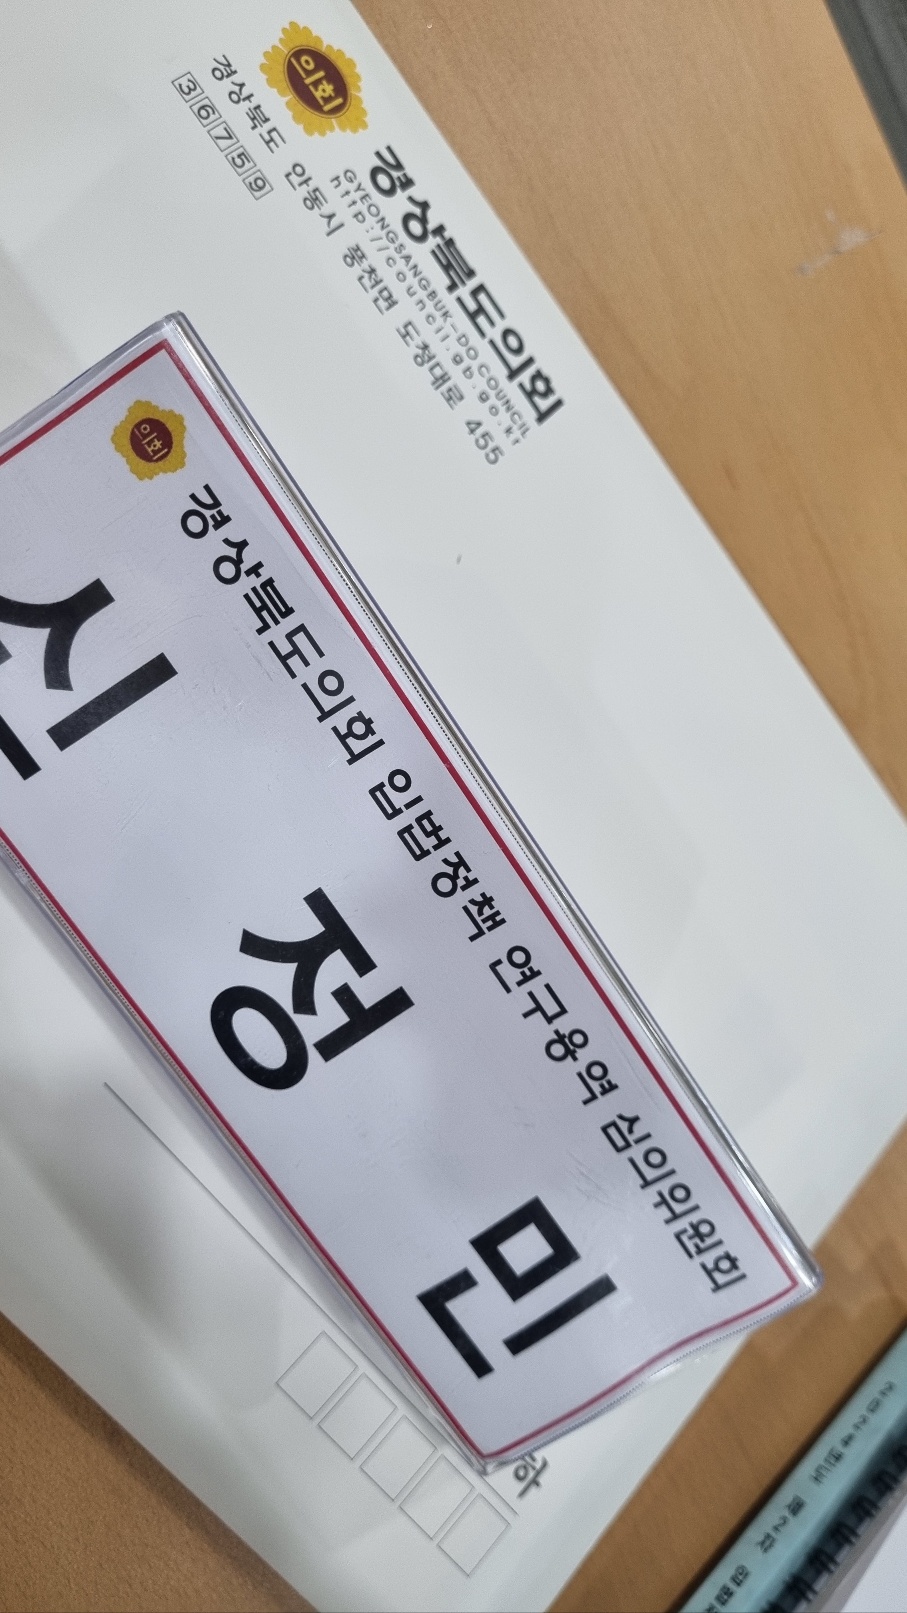 의회
경상북도의회
GYEONGSANGBUK-DO COUNCIL
http://council.gb.go.kr
경상북도 안동시 풍천면 도청대로 455
36759
의회
경상북도의회 입법정책 연구용역 심의위원회
신 정 민
하